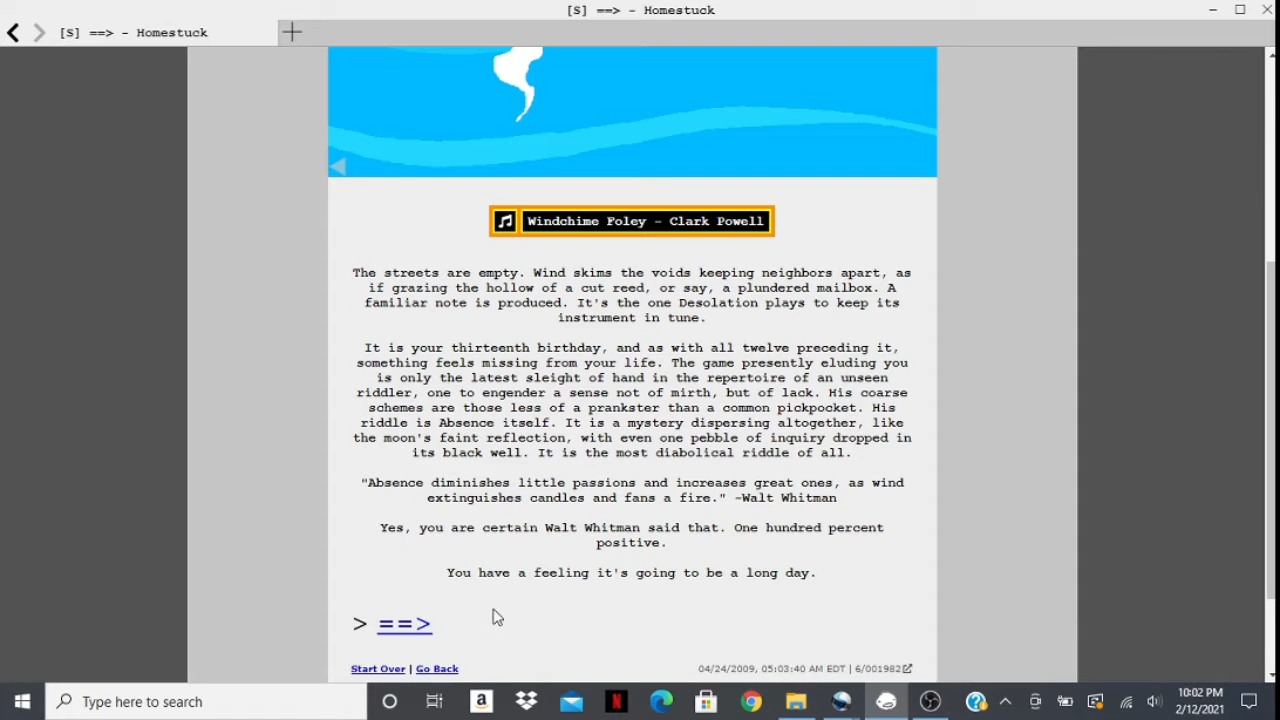 [S] ==> - Homestuck
[S] ==> - Homestuck
Windchime Foley - Clark Powell
The streets are empty. Wind skims the voids keeping neighbors apart, as
if grazing the hollow of a cut reed, or say, a plundered mailbox. A
familiar note is produced. It's the one Desolation plays to keep its
instrument in tune.
It is your thirteenth birthday, and as with all twelve preceding it,
something feels missing from your life. The game presently eluding you
is only the latest sleight of hand in the repertoire of an unseen
riddler, one to engender a sense not of mirth, but of lack. His coarse
schemes are those less of a prankster than a common pickpocket. His
riddle is Absence itself. It is a mystery dispersing altogether, like
the moon's faint reflection, with even one pebble of inquiry dropped in
its black well. It is the most diabolical riddle of all.
"Absence diminishes little passions and increases great ones, as wind
extinguishes candles and fans a fire." -Walt Whitman
Yes, you are certain Walt Whitman said that. One hundred percent
positive.
You have a feeling it's going to be a long day.
> ==>
Start Over | Go Back
04/24/2009, 05:03:40 AM EDT | 6/001982
Type here to search
10:02 PM
2/12/2021